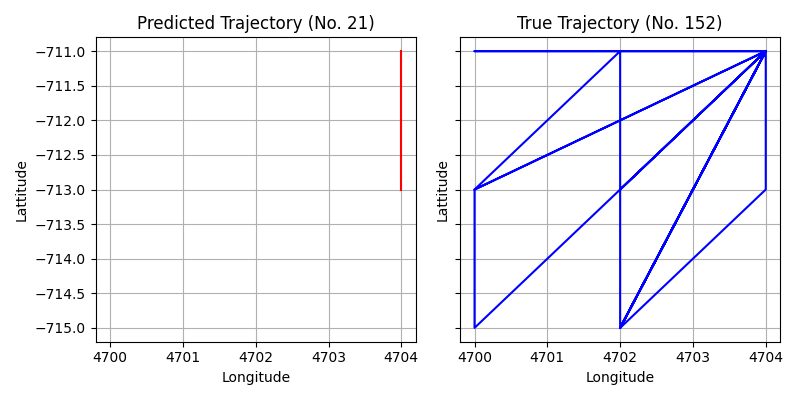 Predicted Trajectory (No. 21)
True Trajectory (No. 152)
−711.0
−711.5
−712.0
−712.5
−713.0
−713.5
−714.0
−714.5
−715.0
Lattitude
Lattitude
4700 4701 4702 4703 4704
4700 4701 4702 4703 4704
Longitude
Longitude